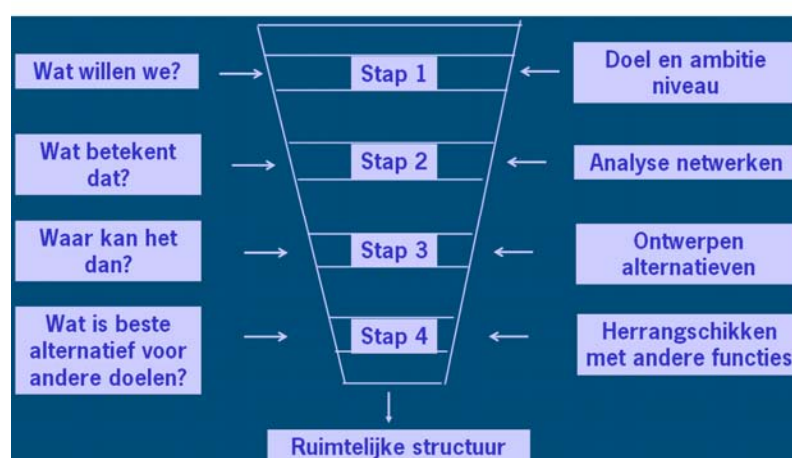 Wat willen we?
Stap 1
Doel en ambitie
niveau
Wat betekent
dat?
Stap 2
Analyse netwerken
Waar kan het
dan?
Stap 3
Ontwerpen
alternatieven
Wat is beste
alternatief voor
andere doelen?
Stap 4
Herrangschikken
met andere functies
Ruimtelijke structuur